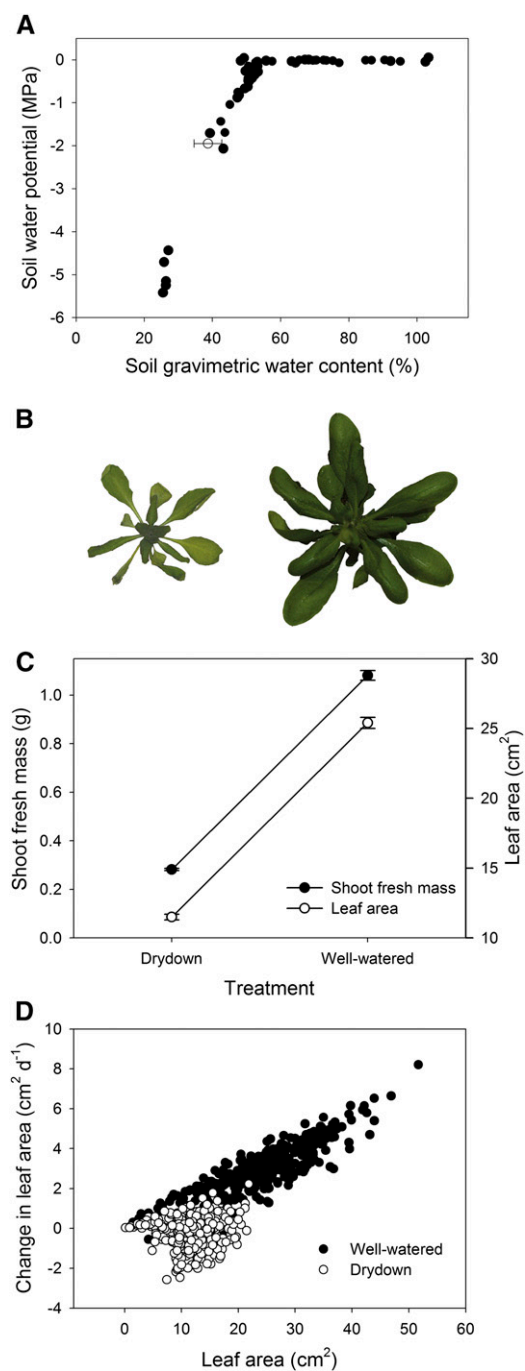 A
Soil water potential (MPa)
0
-1
-2
-3
-4
-5
-6
0 20 40 60 80 100
Soil gravimetric water content (%)
B
C
Shoot fresh mass (g)
1.0
0.8
0.6
0.4
0.2
0.0
30
25
20
15
10
Leaf area (cm²)
Shoot fresh mass
Leaf area
Drydown Well-watered
Treatment
D
Change in leaf area (cm² d⁻¹)
10
8
6
4
2
0
-2
-4
Well-watered
Drydown
0 10 20 30 40 50 60
Leaf area (cm²)